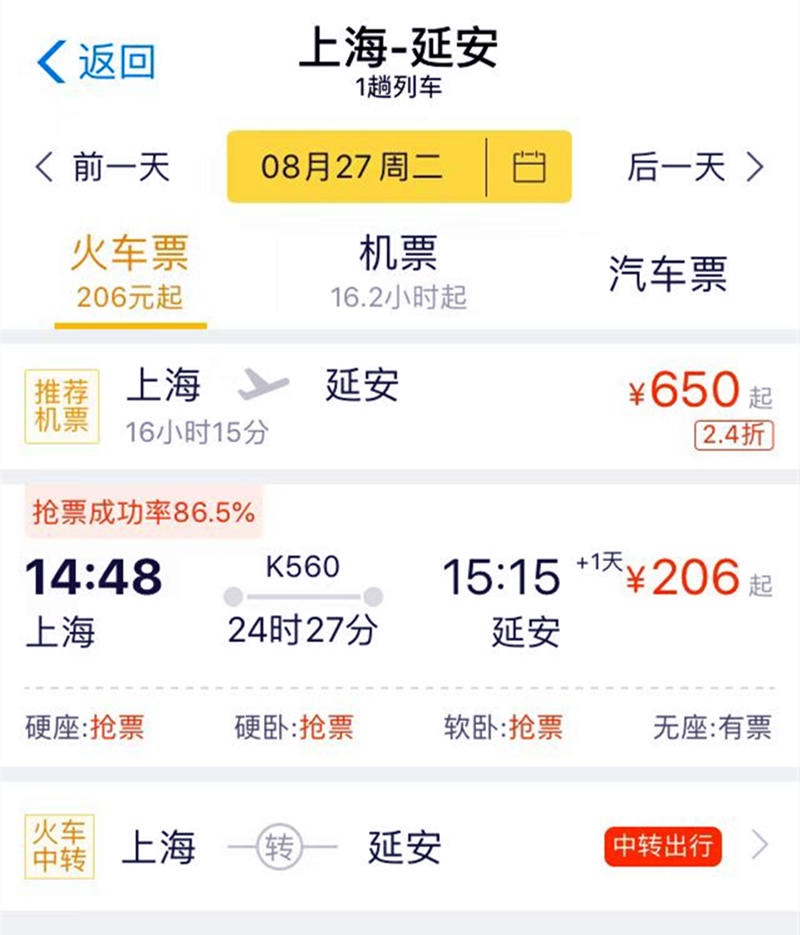 返回
上海-延安
1趟列车
前一天
08月27 周二
后一天
火车票
206元起
机票
16.2小时起
汽车票
推荐
机票
上海
延安
16小时15分
¥650 起
2.4折
抢票成功率86.5%
14:48
上海
K560
24时27分
15:15 +1天
延安
¥206 起
硬座:抢票
硬卧:抢票
软卧:抢票
无座:有票
火车
中转
上海
转
延安
中转出行